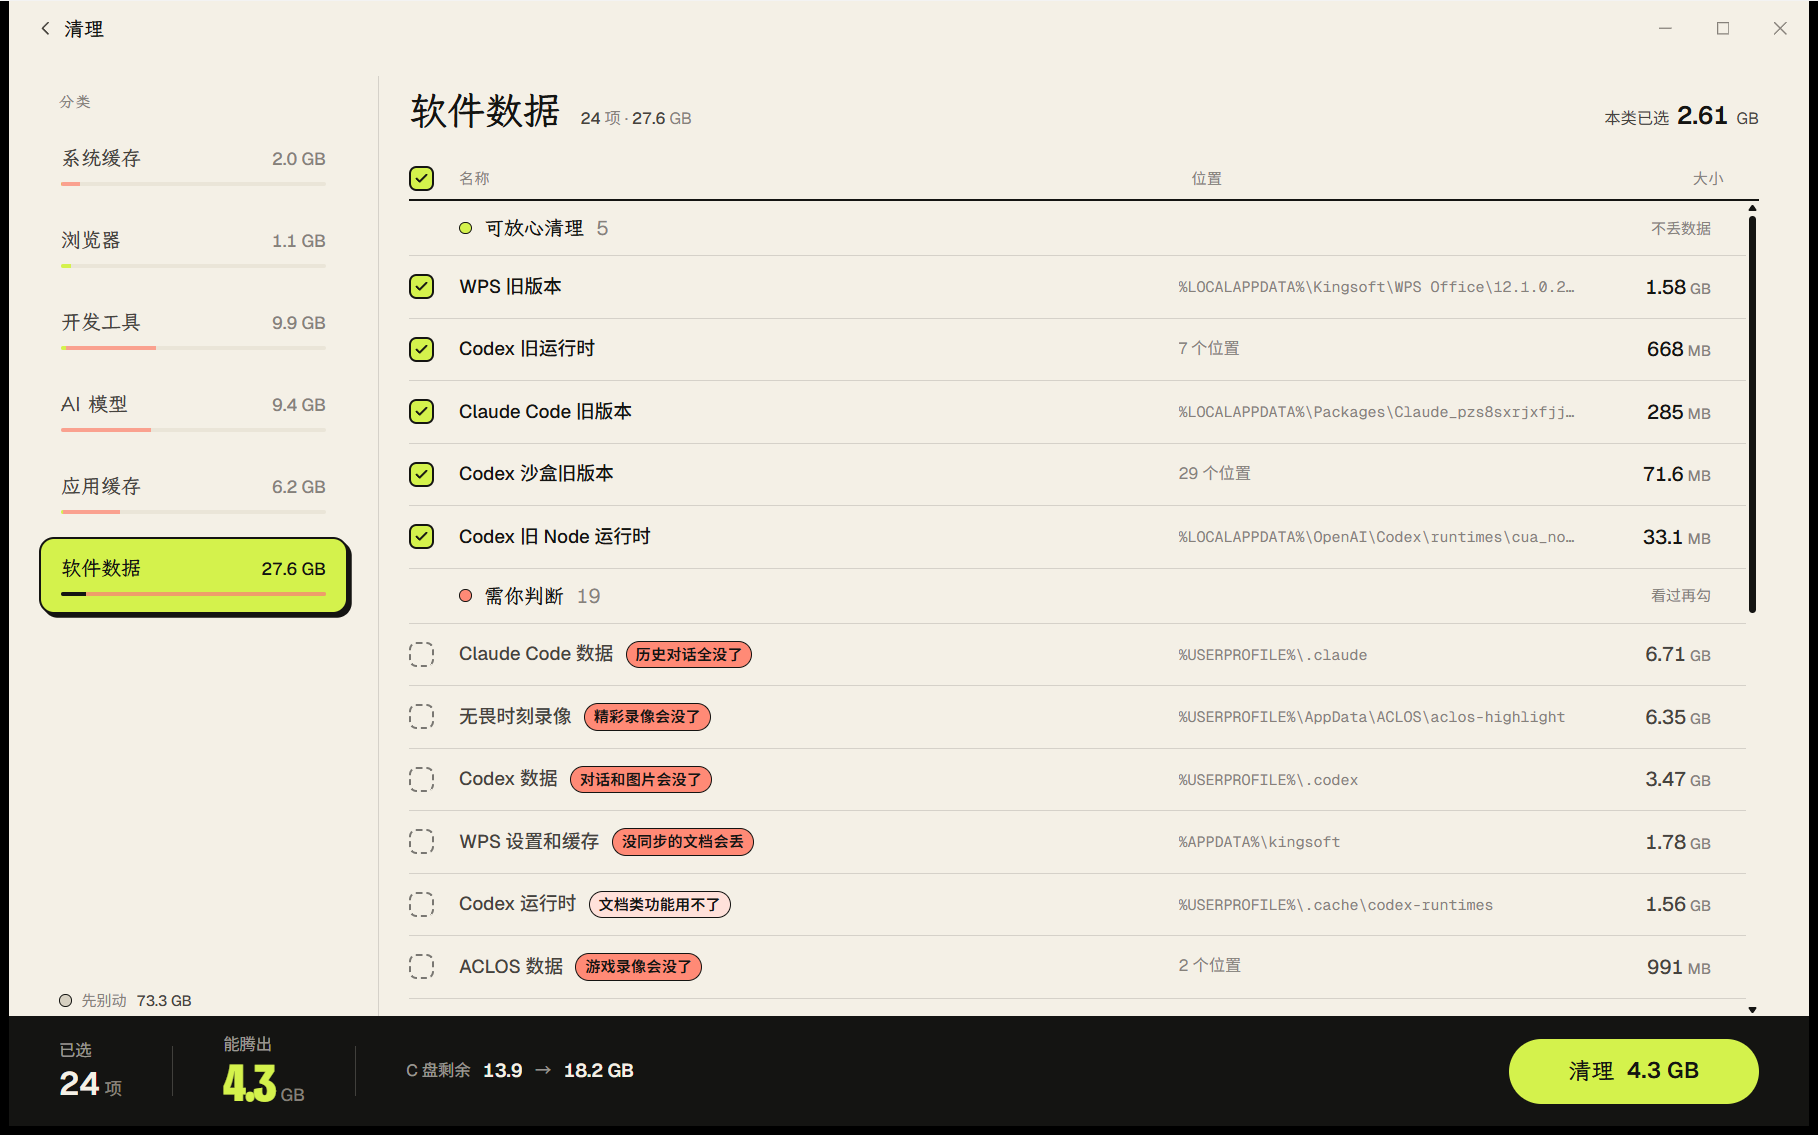 清理
分类
系统缓存 2.0 GB
浏览器 1.1 GB
开发工具 9.9 GB
AI 模型 9.4 GB
应用缓存 6.2 GB
软件数据 27.6 GB
先别动 73.3 GB
软件数据 24 项 · 27.6 GB
本类已选 2.61 GB
名称 位置 大小
可放心清理 5 不丢数据
WPS 旧版本 %LOCALAPPDATA%\Kingsoft\WPS Office\12.1.0.2… 1.58 GB
Codex 旧运行时 7 个位置 668 MB
Claude Code 旧版本 %LOCALAPPDATA%\Packages\Claude_pzs8sxrjxfjj… 285 MB
Codex 沙盒旧版本 29 个位置 71.6 MB
Codex 旧 Node 运行时 %LOCALAPPDATA%\OpenAI\Codex\runtimes\cua_no… 33.1 MB
需你判断 19 看过再勾
Claude Code 数据 历史对话全没了 %USERPROFILE%\.claude 6.71 GB
无畏时刻录像 精彩录像会没了 %USERPROFILE%\AppData\ACLOS\aclos-highlight 6.35 GB
Codex 数据 对话和图片会没了 %USERPROFILE%\.codex 3.47 GB
WPS 设置和缓存 没同步的文档会丢 %APPDATA%\kingsoft 1.78 GB
Codex 运行时 文档类功能用不了 %USERPROFILE%\.cache\codex-runtimes 1.56 GB
ACLOS 数据 游戏录像会没了 2 个位置 991 MB
已选
24 项
能腾出
4.3 GB
C 盘剩余 13.9 → 18.2 GB
清理 4.3 GB